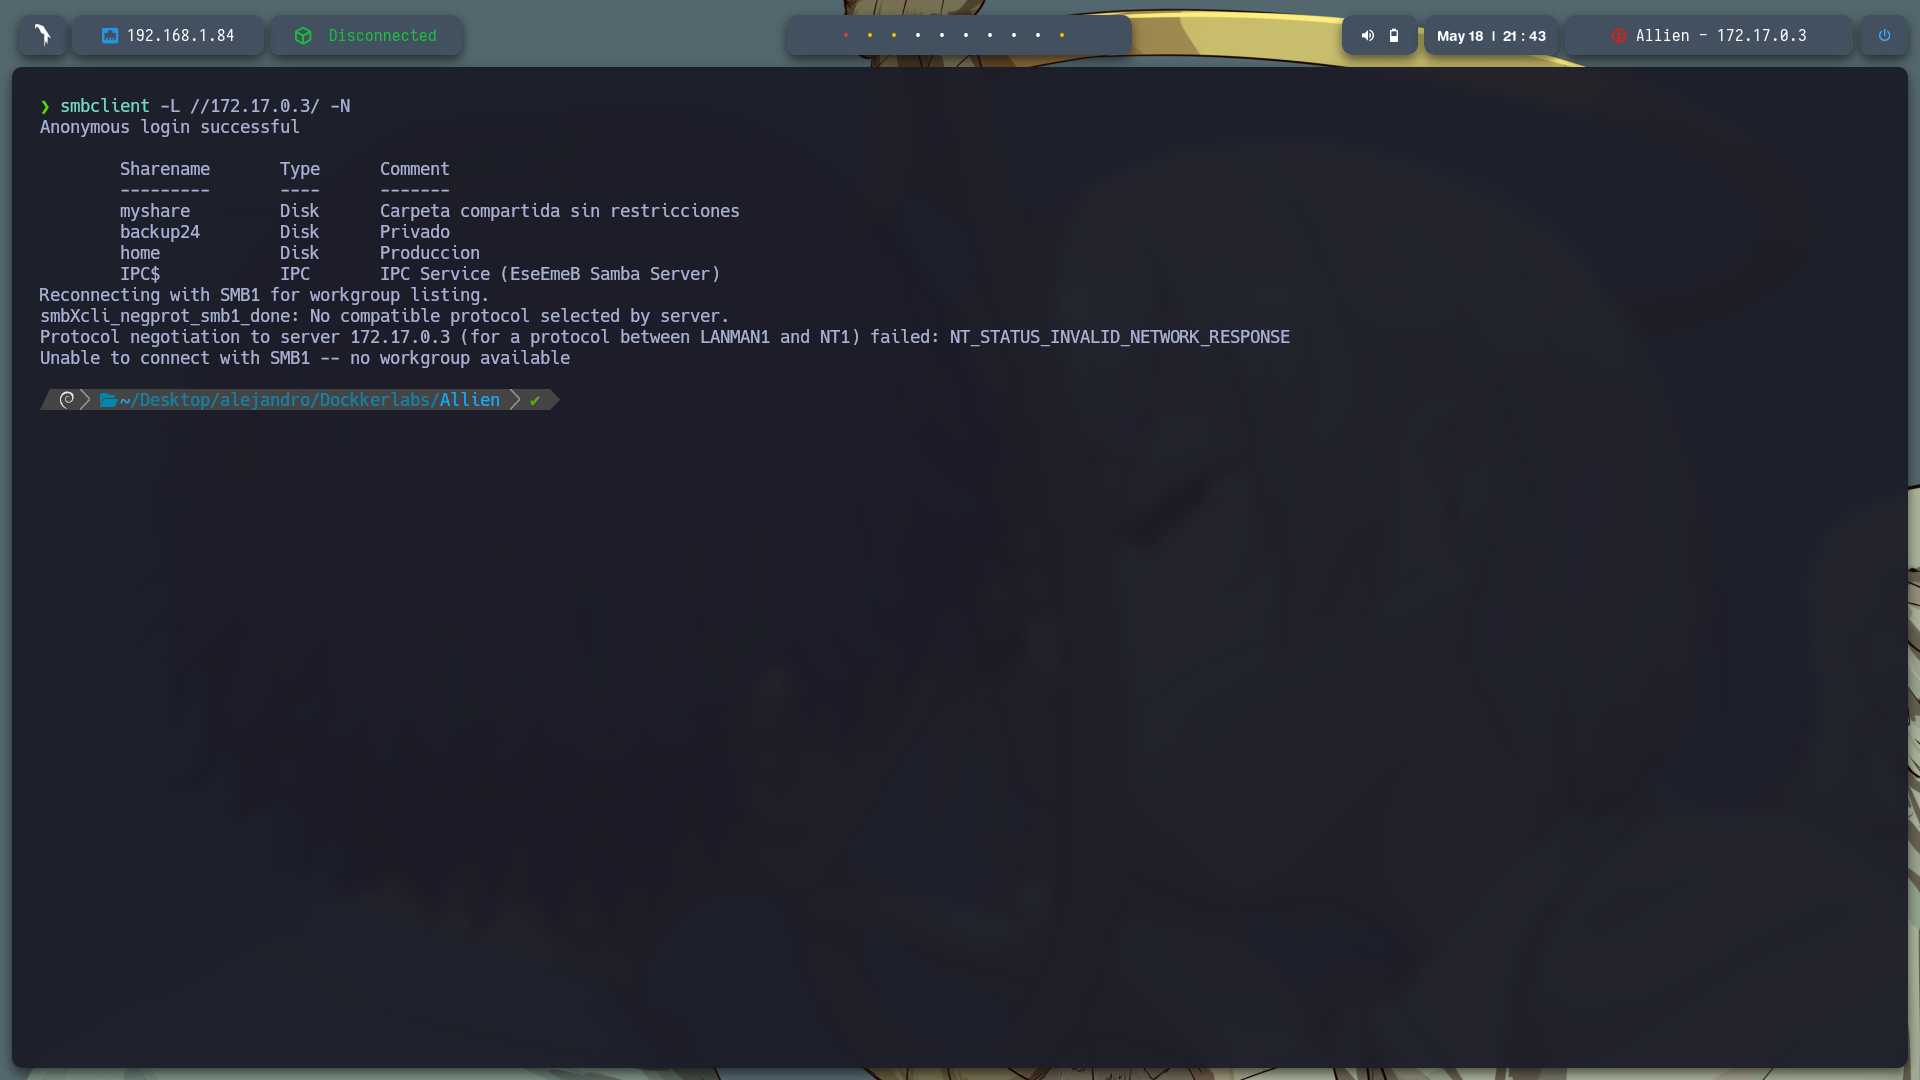 192.168.1.84 Disconnected May 18 | 21 : 43 Allien - 172.17.0.3
❯ smbclient -L //172.17.0.3/ -N
Anonymous login successful
Sharename Type Comment
--------- ---- -------
myshare Disk Carpeta compartida sin restricciones
backup24 Disk Privado
home Disk Produccion
IPC$ IPC IPC Service (EseEmeB Samba Server)
Reconnecting with SMB1 for workgroup listing.
smbXcli_negprot_smb1_done: No compatible protocol selected by server.
Protocol negotiation to server 172.17.0.3 (for a protocol between LANMAN1 and NT1) failed: NT_STATUS_INVALID_NETWORK_RESPONSE
Unable to connect with SMB1 -- no workgroup available
~/Desktop/alejandro/Dockkerlabs/Allien ✔